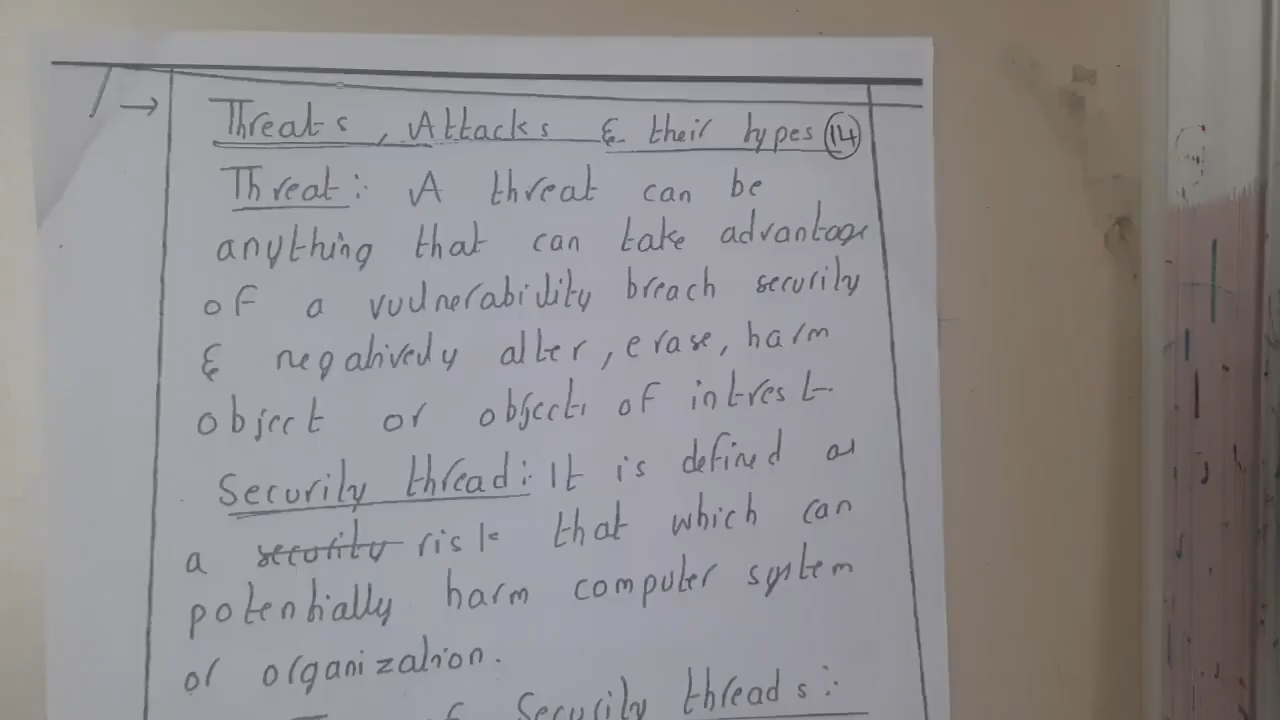 → Threats, Attacks & their types 14
Threat: A threat can be
anything that can take advantage
of a vulnerability breach security
& negatively alter, erase, harm
object or objects of intrest
Security thread: It is defined as
a security risk that which can
potentially harm computer system
or organization.
Security threads: